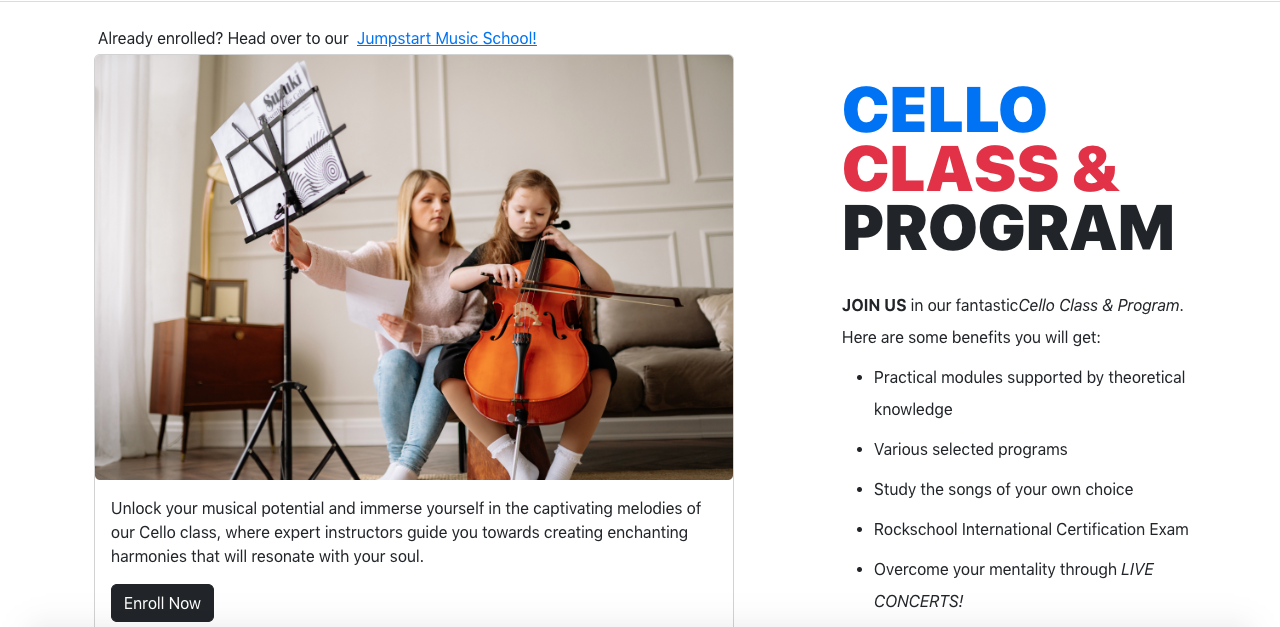 Already enrolled? Head over to our Jumpstart Music School!
Suzuki
CELLO
CLASS &
PROGRAM
JOIN US in our fantasticCello Class & Program.
Here are some benefits you will get:
• Practical modules supported by theoretical
knowledge
• Various selected programs
• Study the songs of your own choice
• Rockschool International Certification Exam
• Overcome your mentality through LIVE
CONCERTS!
Unlock your musical potential and immerse yourself in the captivating melodies of
our Cello class, where expert instructors guide you towards creating enchanting
harmonies that will resonate with your soul.
Enroll Now